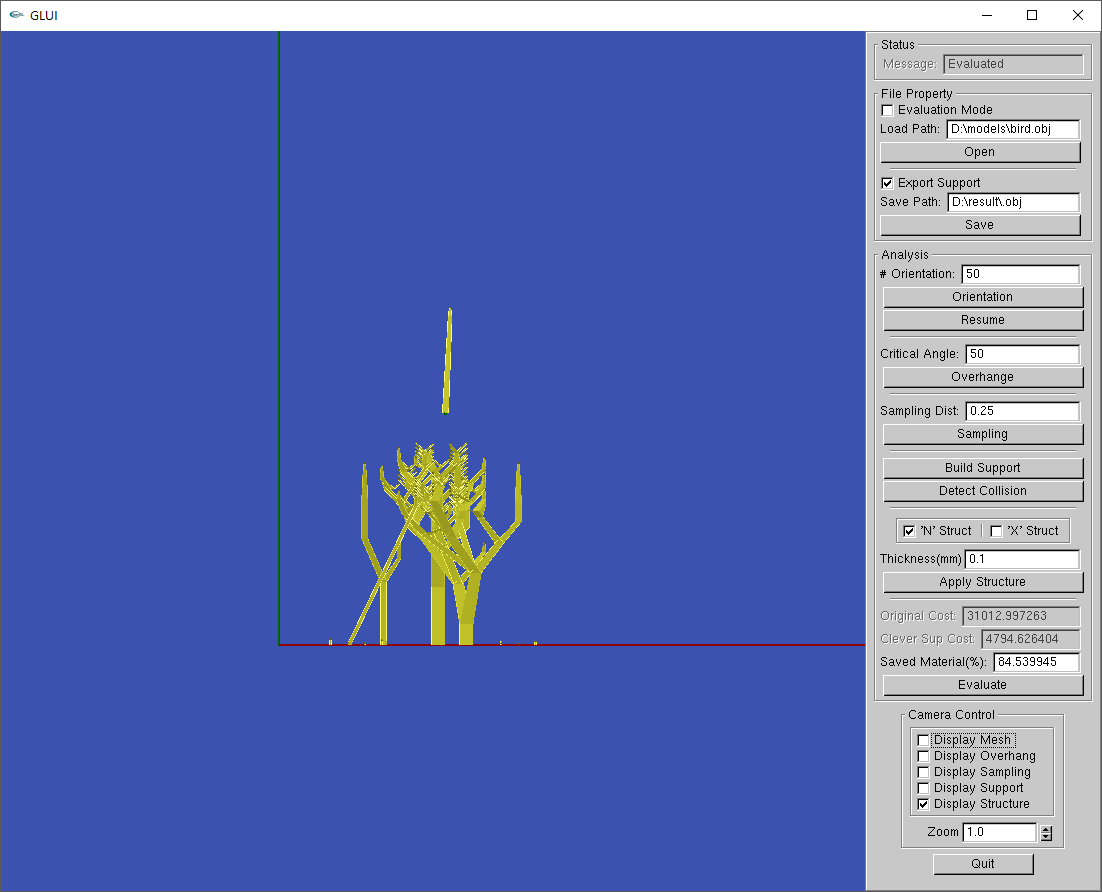 GLUI
Status
Message: Evaluated
File Property
Evaluation Mode
Load Path: D:\models\bird.obj
Open
Export Support
Save Path: D:\result\.obj
Save
Analysis
# Orientation: 50
Orientation
Resume
Critical Angle: 50
Overhange
Sampling Dist: 0.25
Sampling
Build Support
Detect Collision
'N' Struct 'X' Struct
Thickness(mm) 0.1
Apply Structure
Original Cost: 31012.997263
Clever Sup Cost: 4794.626404
Saved Material(%): 84.539945
Evaluate
Camera Control
Display Mesh
Display Overhang
Display Sampling
Display Support
Display Structure
Zoom 1.0
Quit